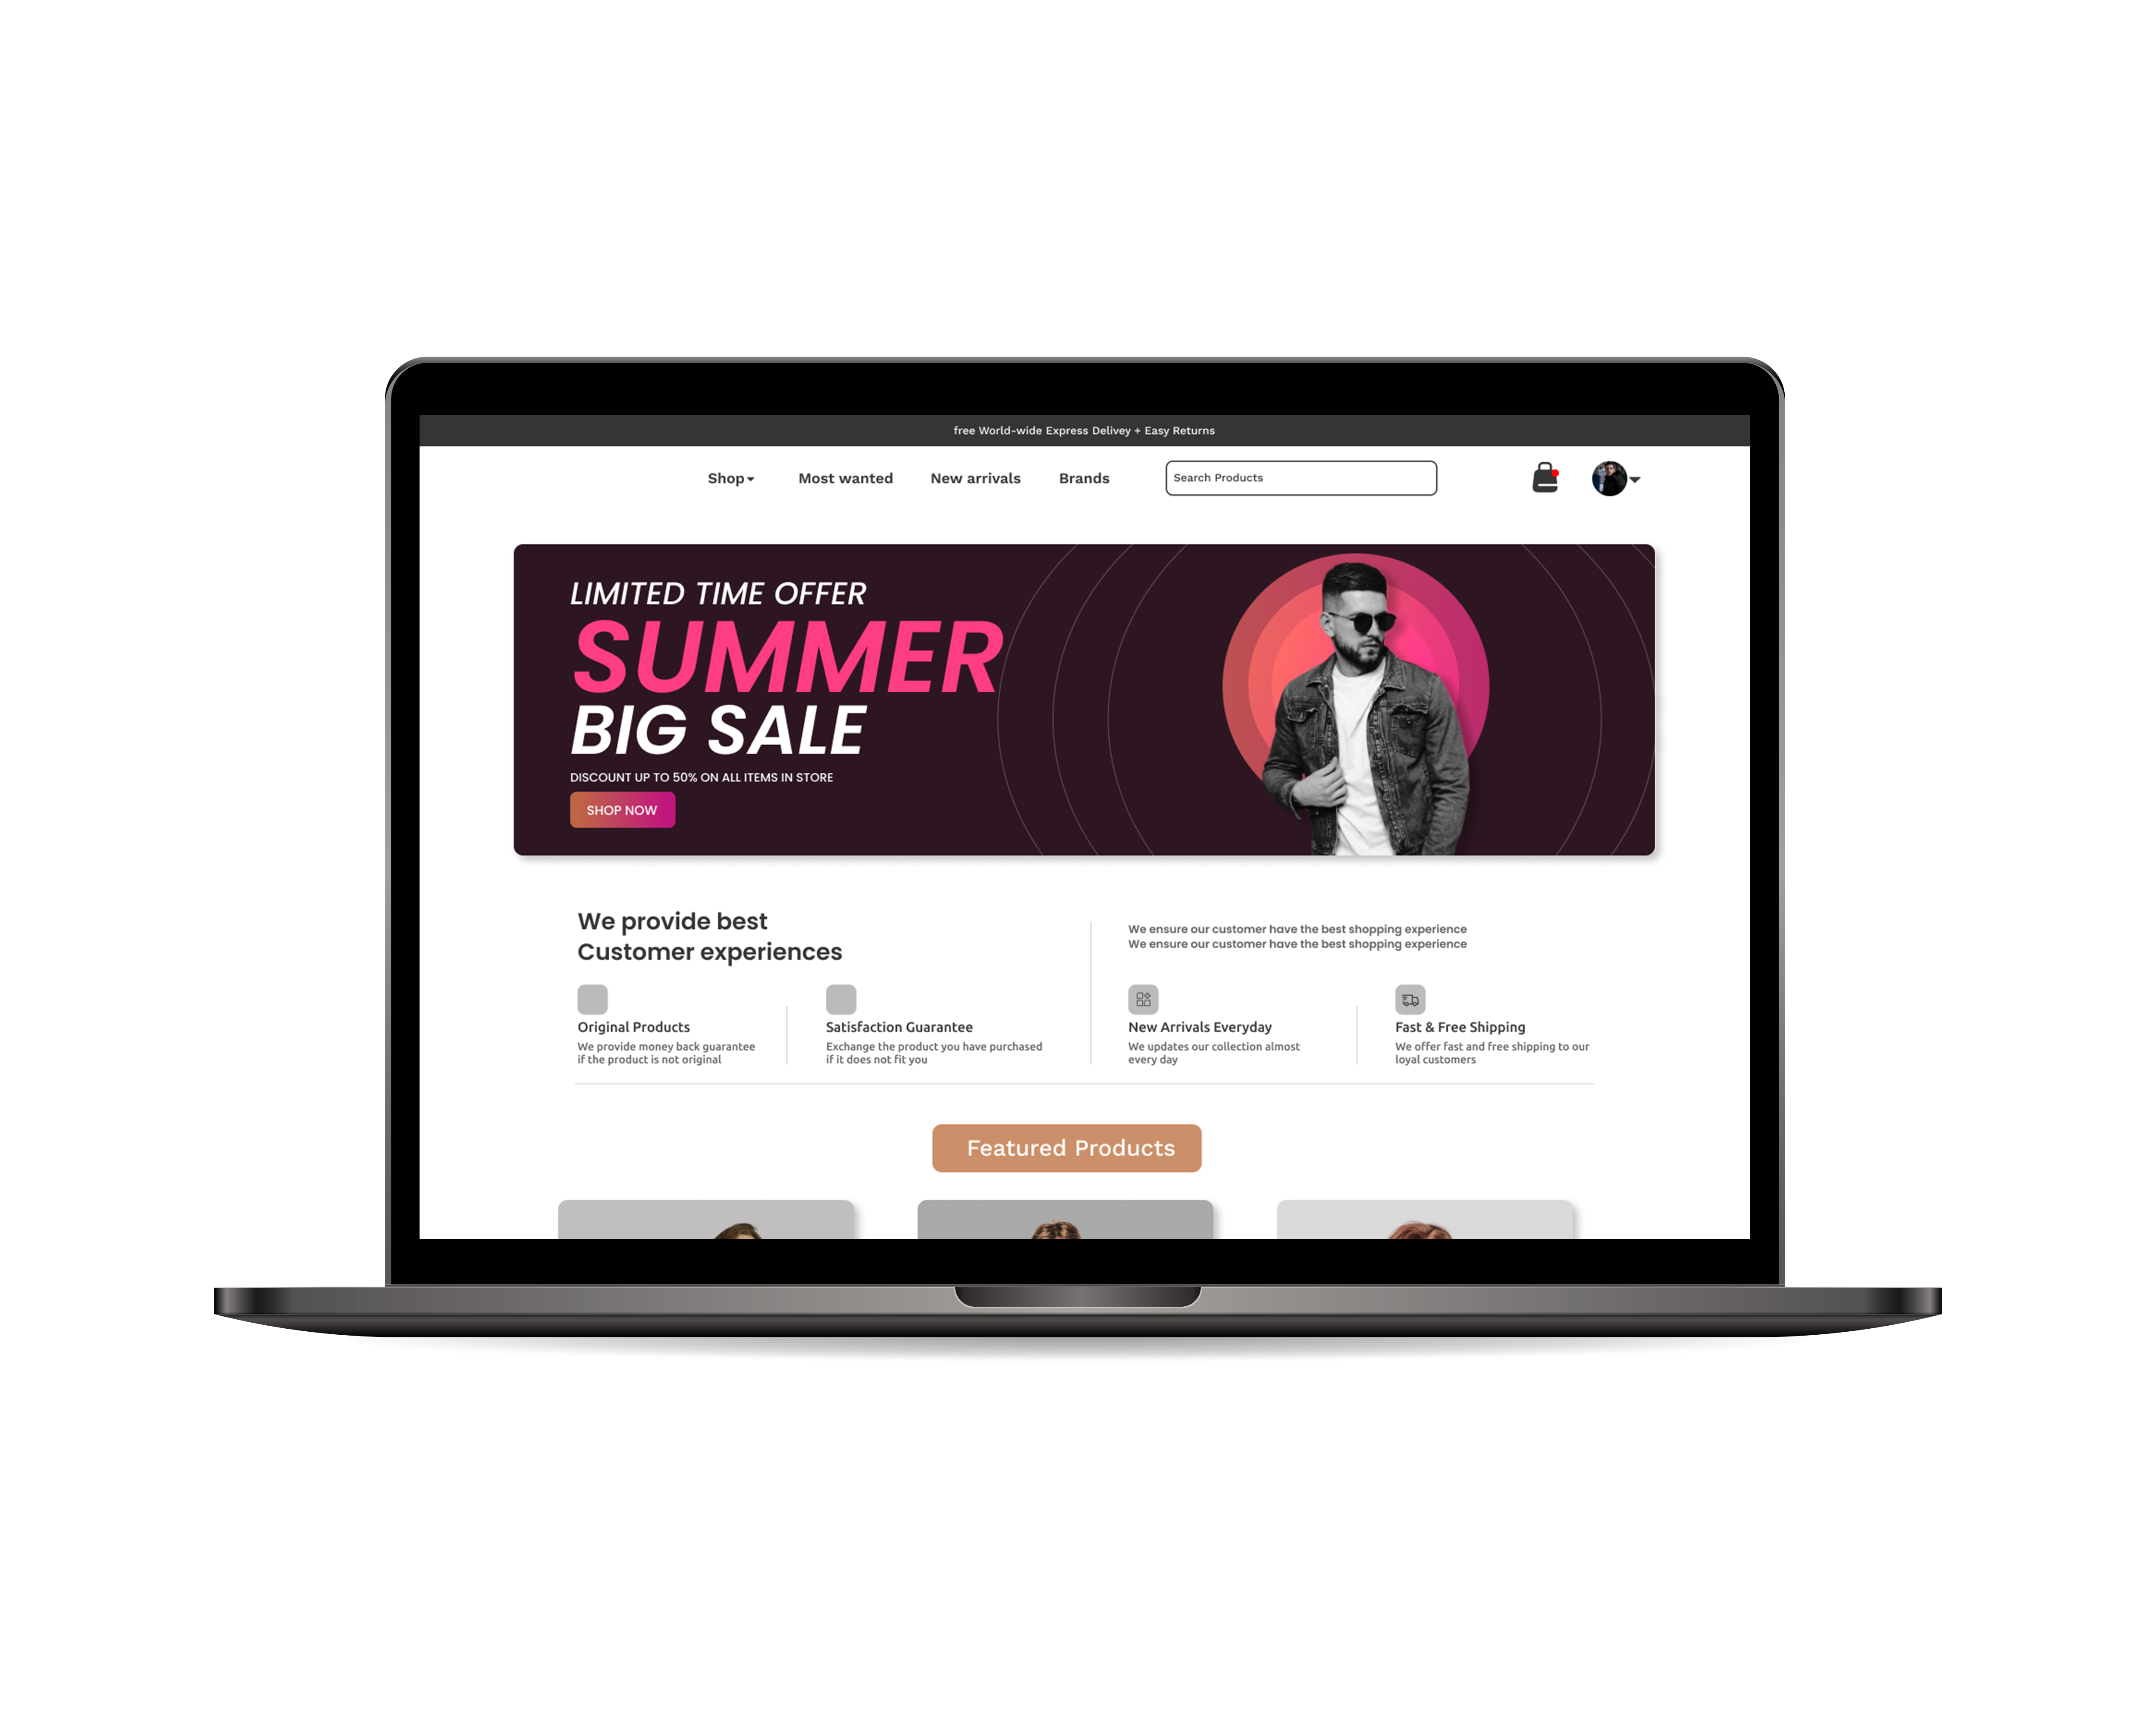 free World-wide Express Delivey + Easy Returns
Shop
Most wanted
New arrivals
Brands
Search Products
LIMITED TIME OFFER
SUMMER
BIG SALE
DISCOUNT UP TO 50% ON ALL ITEMS IN STORE
SHOP NOW
We provide best
Customer experiences
We ensure our customer have the best shopping experience
We ensure our customer have the best shopping experience
Original Products
We provide money back guarantee
if the product is not original
Satisfaction Guarantee
Exchange the product you have purchased
if it does not fit you
New Arrivals Everyday
We updates our collection almost
every day
Fast & Free Shipping
We offer fast and free shipping to our
loyal customers
Featured Products